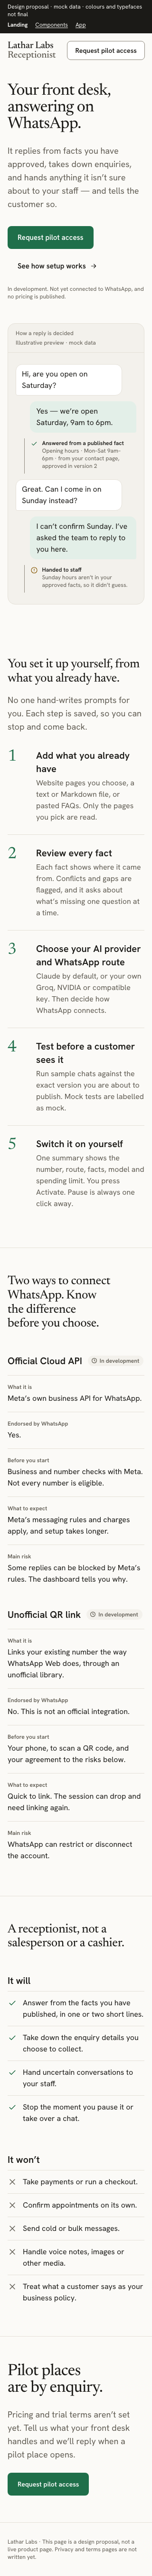 Design proposal · mock data · colours and typefaces
not final
Landing Components App
Lathar Labs
Receptionist
Request pilot access
Your front desk,
answering on
WhatsApp.
It replies from facts you have
approved, takes down enquiries,
and hands anything it isn't sure
about to your staff — and tells the
customer so.
Request pilot access
See how setup works →
In development. Not yet connected to WhatsApp, and
no pricing is published.
How a reply is decided
Illustrative preview · mock data
Hi, are you open on
Saturday?
Yes — we're open
Saturday, 9am to 6pm.
Answered from a published fact
Opening hours · Mon-Sat 9am-
6pm · from your contact page,
approved in version 2
Great. Can I come in on
Sunday instead?
I can't confirm Sunday. I've
asked the team to reply to
you here.
Handed to staff
Sunday hours aren't in your
approved facts, so it didn't guess.
You set it up yourself, from
what you already have.
No one hand-writes prompts for
you. Each step is saved, so you can
stop and come back.
1
Add what you already
have
Website pages you choose, a
text or Markdown file, or
pasted FAQs. Only the pages
you pick are read.
2
Review every fact
Each fact shows where it came
from. Conflicts and gaps are
flagged, and it asks about
what's missing one question at
a time.
3
Choose your AI provider
and WhatsApp route
Claude by default, or your own
Groq, NVIDIA or compatible
key. Then decide how
WhatsApp connects.
4
Test before a customer
sees it
Run sample chats against the
exact version you are about to
publish. Mock tests are labelled
as mock.
5
Switch it on yourself
One summary shows the
number, route, facts, model and
spending limit. You press
Activate. Pause is always one
click away.
Two ways to connect
WhatsApp. Know
the difference
before you choose.
Official Cloud API In development
What it is
Meta's own business API for WhatsApp.
Endorsed by WhatsApp
Yes.
Before you start
Business and number checks with Meta.
Not every number is eligible.
What to expect
Meta's messaging rules and charges
apply, and setup takes longer.
Main risk
Some replies can be blocked by Meta's
rules. The dashboard tells you why.
Unofficial QR link In development
What it is
Links your existing number the way
WhatsApp Web does, through an
unofficial library.
Endorsed by WhatsApp
No. This is not an official integration.
Before you start
Your phone, to scan a QR code, and
your agreement to the risks below.
What to expect
Quick to link. The session can drop and
need linking again.
Main risk
WhatsApp can restrict or disconnect
the account.
A receptionist, not a
salesperson or a cashier.
It will
Answer from the facts you have
published, in one or two short lines.
Take down the enquiry details you
choose to collect.
Hand uncertain conversations to
your staff.
Stop the moment you pause it or
take over a chat.
It won't
Take payments or run a checkout.
Confirm appointments on its own.
Send cold or bulk messages.
Handle voice notes, images or
other media.
Treat what a customer says as your
business policy.
Pilot places
are by enquiry.
Pricing and trial terms aren't set
yet. Tell us what your front desk
handles and we'll reply when a
pilot place opens.
Request pilot access
Lathar Labs · This page is a design proposal, not a
live product page. Privacy and terms pages are not
written yet.